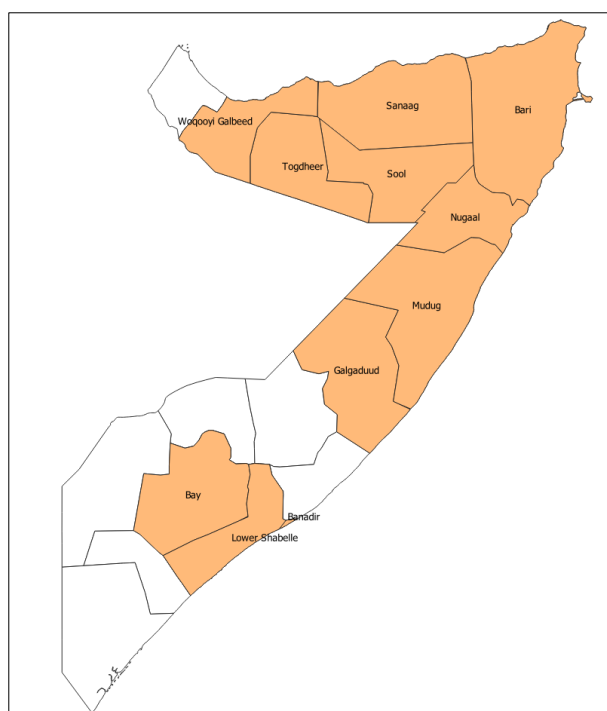 Sanaag
Bari
Woqooyi Galbeed
Togdheer
Sool
Nugaal
Mudug
Galgaduud
Bay
Banadir
Lower Shabelle